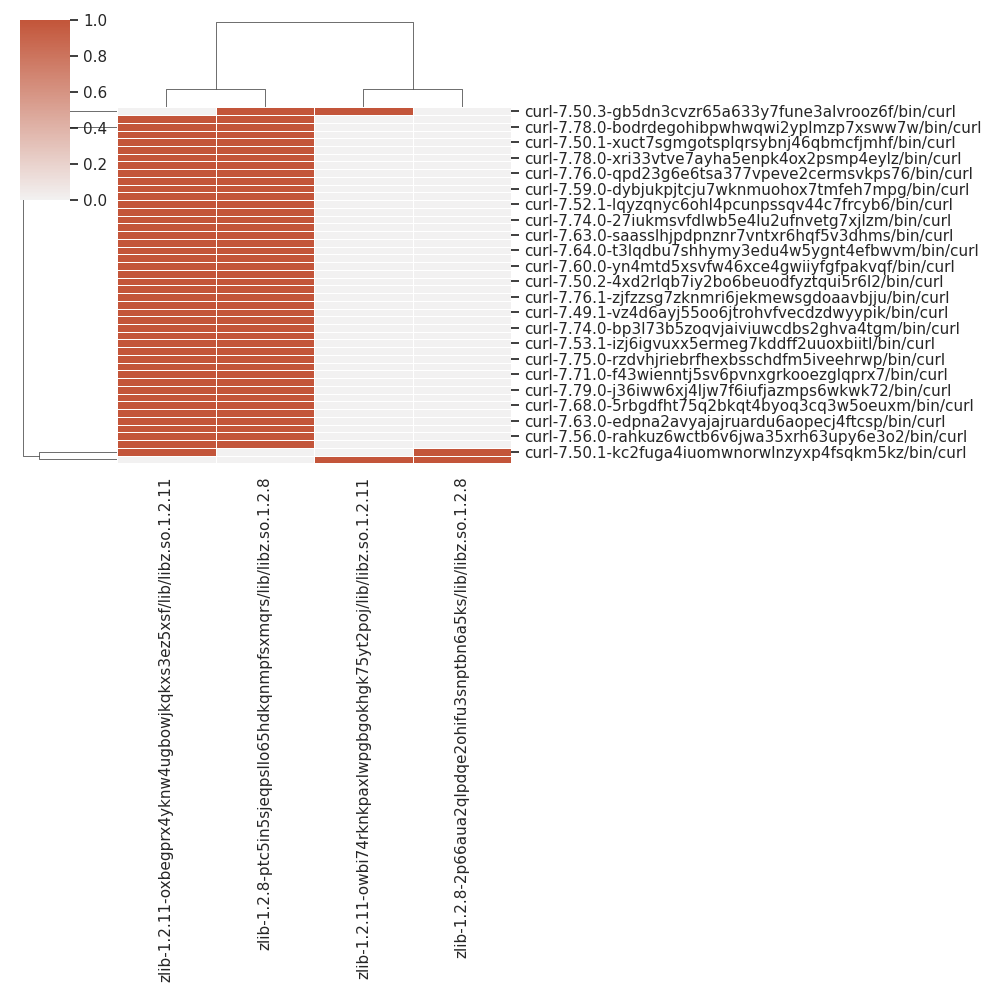 1.0
0.8
0.6
0.4
0.2
0.0
curl-7.50.3-gb5dn3cvzr65a633y7fune3alvrooz6f/bin/curl
curl-7.78.0-bodrdegohibpwhwqwi2yplmzp7xsww7w/bin/curl
curl-7.50.1-xuct7sgmgotsplqrsybnj46qbmcfjmhf/bin/curl
curl-7.78.0-xri33vtve7ayha5enpk4ox2psmp4eylz/bin/curl
curl-7.76.0-qpd23g6e6tsa377vpeve2cermsvkps76/bin/curl
curl-7.59.0-dybjukpjtcju7wknmuohox7tmfeh7mpg/bin/curl
curl-7.52.1-lqyzqnyc6ohl4pcunpssqv44c7frcyb6/bin/curl
curl-7.74.0-27iukmsvfdlwb5e4lu2ufnvetg7xjlzm/bin/curl
curl-7.63.0-saasslhjpdpnznr7vntxr6hqf5v3dhms/bin/curl
curl-7.64.0-t3lqdbu7shhymy3edu4w5ygnt4efbwvm/bin/curl
curl-7.60.0-yn4mtd5xsvfw46xce4gwiiyfgfpakvqf/bin/curl
curl-7.50.2-4xd2rlqb7iy2bo6beuodfyztqui5r6l2/bin/curl
curl-7.76.1-zjfzzsg7zknmri6jekmewsgdoaavbjju/bin/curl
curl-7.49.1-vz4d6ayj55oo6jtrohvfvecdzdwyypik/bin/curl
curl-7.74.0-bp3l73b5zoqvjaiviuwcdbs2ghva4tgm/bin/curl
curl-7.53.1-izj6igvuxx5ermeg7kddff2uuoxbiitl/bin/curl
curl-7.75.0-rzdvhjriebrfhexbsschdfm5iveehrwp/bin/curl
curl-7.71.0-f43wienntj5sv6pvnxgrkooezglqprx7/bin/curl
curl-7.79.0-j36iww6xj4ljw7f6iufjazmps6wkwk72/bin/curl
curl-7.68.0-5rbgdfht75q2bkqt4byoq3cq3w5oeuxm/bin/curl
curl-7.63.0-edpna2avyajajruardu6aopecj4ftcsp/bin/curl
curl-7.56.0-rahkuz6wctb6v6jwa35xrh63upy6e3o2/bin/curl
curl-7.50.1-kc2fuga4iuomwnorwlnzyxp4fsqkm5kz/bin/curl
zlib-1.2.11-oxbegprx4yknw4ugbowjkqkxs3ez5xsf/lib/libz.so.1.2.11
zlib-1.2.8-ptc5in5sjeqpsllo65hdkqnmpfsxmqrs/lib/libz.so.1.2.8
zlib-1.2.11-owbi74rknkpaxlwpgbgokhgk75yt2poj/lib/libz.so.1.2.11
zlib-1.2.8-2p66aua2qlpdqe2ohifu3snptbn6a5ks/lib/libz.so.1.2.8